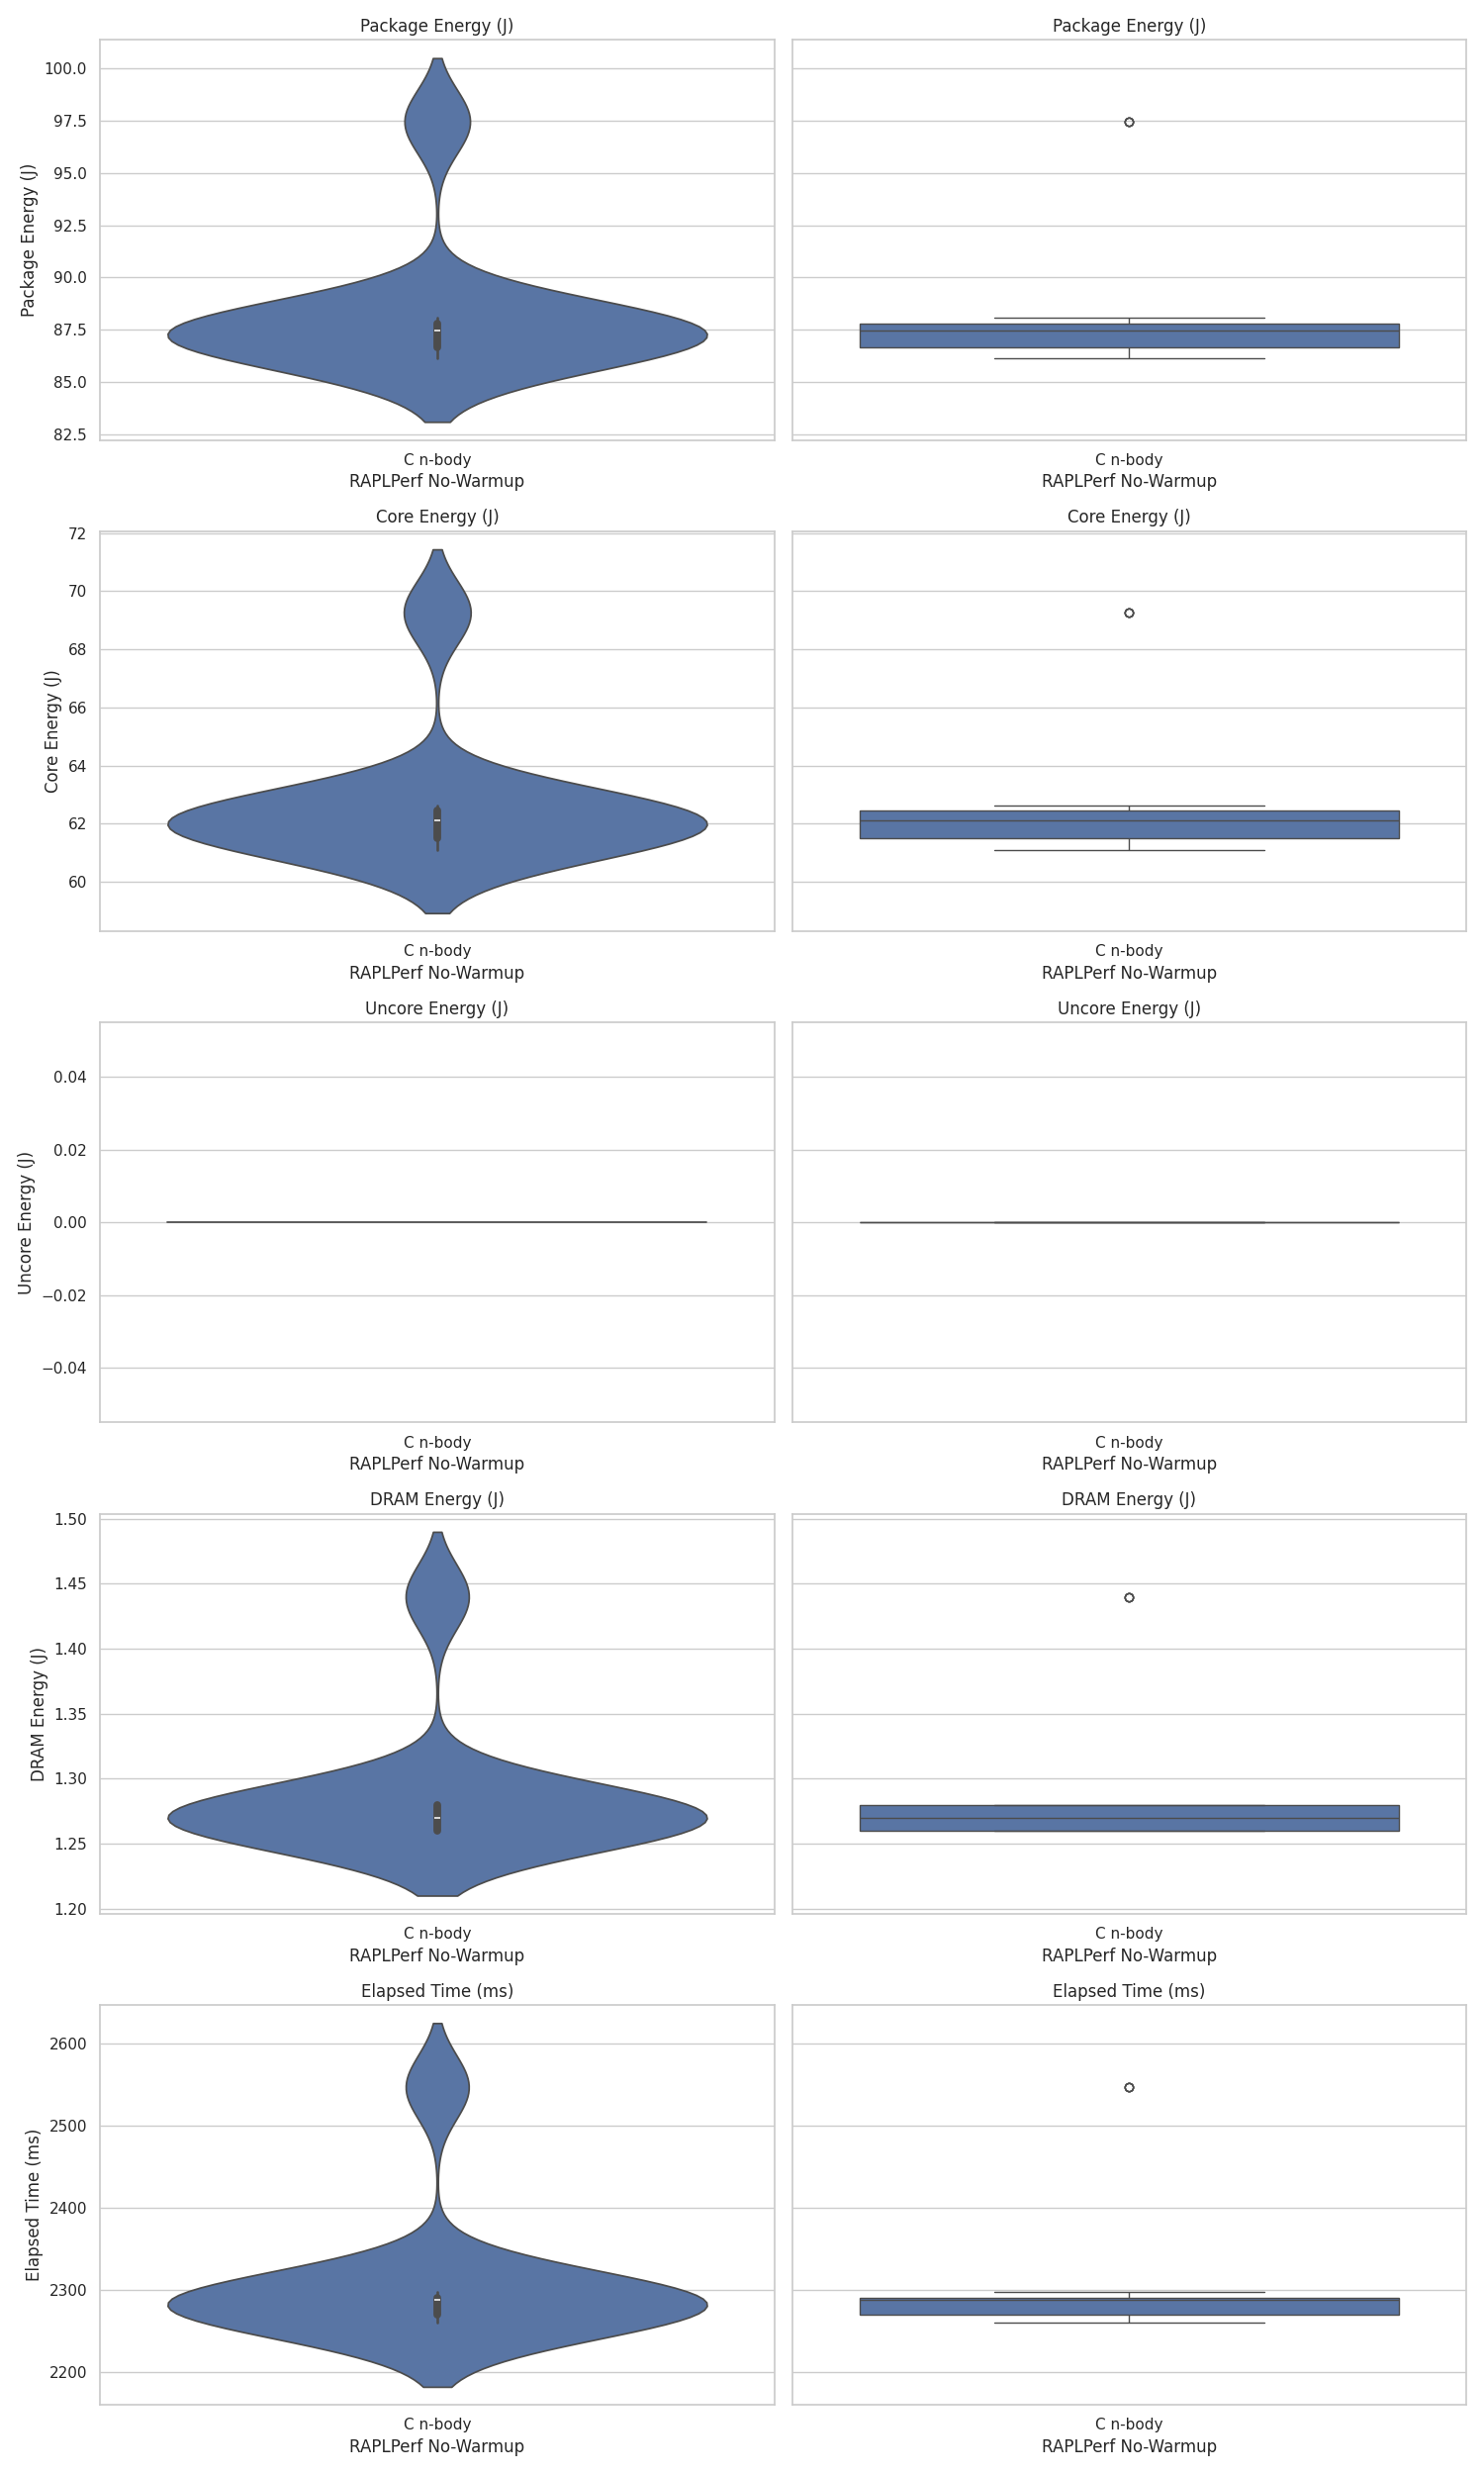 Package Energy (J)
Package Energy (J)
Package Energy (J)
100.0
97.5
95.0
92.5
90.0
87.5
85.0
82.5
C n-body
RAPLPerf No-Warmup
C n-body
RAPLPerf No-Warmup
Core Energy (J)
Core Energy (J)
Core Energy (J)
72
70
68
66
64
62
60
C n-body
RAPLPerf No-Warmup
C n-body
RAPLPerf No-Warmup
Uncore Energy (J)
Uncore Energy (J)
Uncore Energy (J)
0.04
0.02
0.00
−0.02
−0.04
C n-body
RAPLPerf No-Warmup
C n-body
RAPLPerf No-Warmup
DRAM Energy (J)
DRAM Energy (J)
DRAM Energy (J)
1.50
1.45
1.40
1.35
1.30
1.25
1.20
C n-body
RAPLPerf No-Warmup
C n-body
RAPLPerf No-Warmup
Elapsed Time (ms)
Elapsed Time (ms)
Elapsed Time (ms)
2600
2500
2400
2300
2200
C n-body
RAPLPerf No-Warmup
C n-body
RAPLPerf No-Warmup